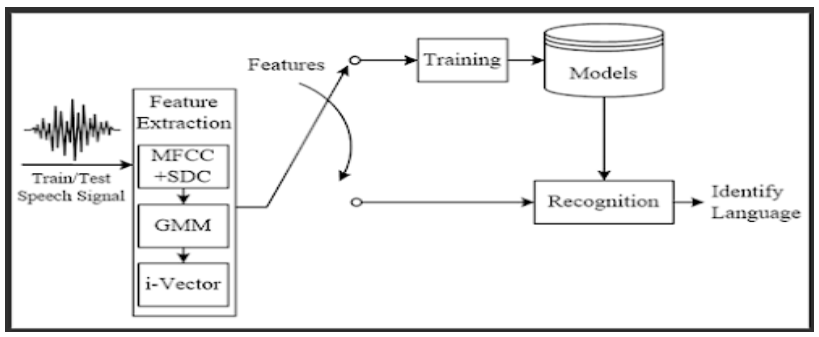 Train/Test
Speech Signal
Feature
Extraction
MFCC
+SDC
GMM
i-Vector
Features
Training
Models
Recognition
Identify
Language